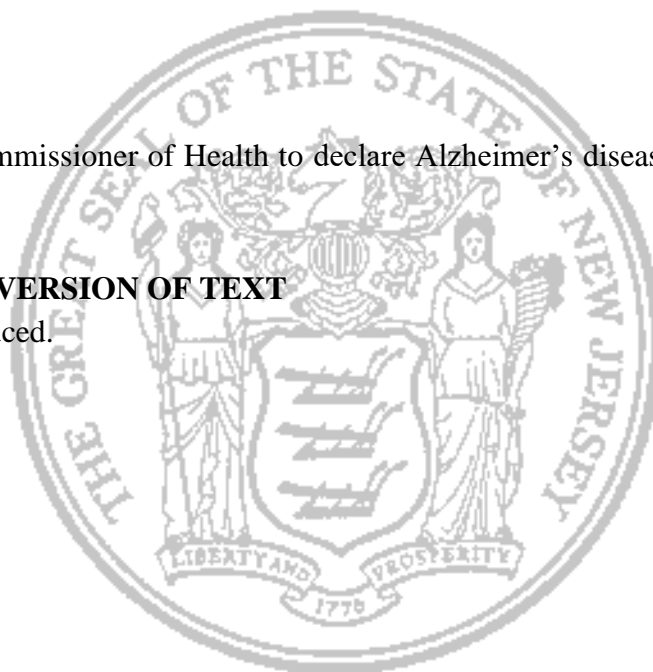 THE GREAT SEAL OF THE STATE OF NEW JERSEY
mmissioner of Health to declare Alzheimer’s diseas
VERSION OF TEXT
uced.
LIBERTY AND PROSPERITY
1776